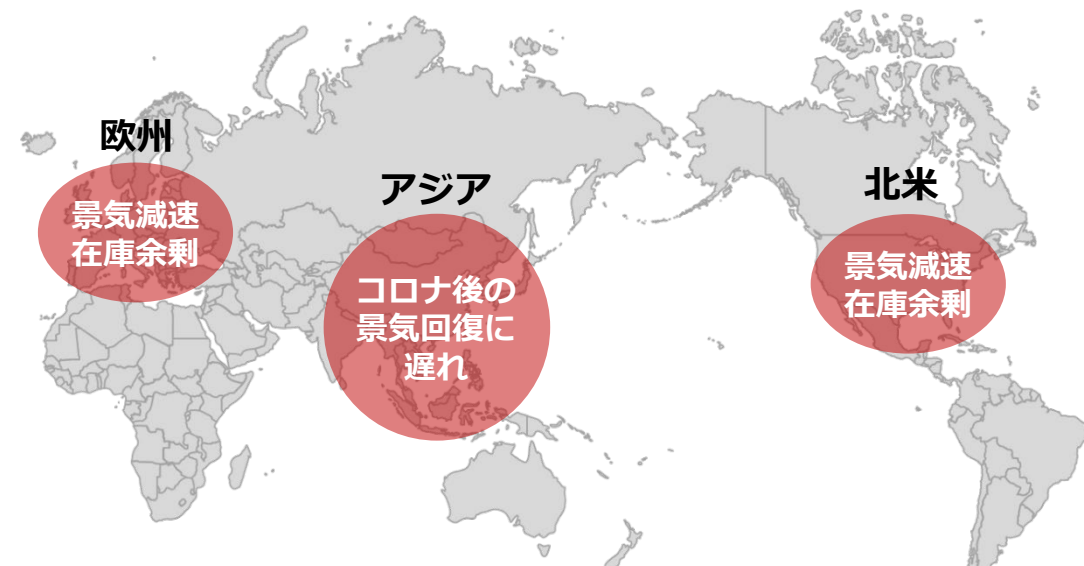 欧州
景気減速
在庫余剰
アジア
コロナ後の
景気回復に
遅れ
北米
景気減速
在庫余剰